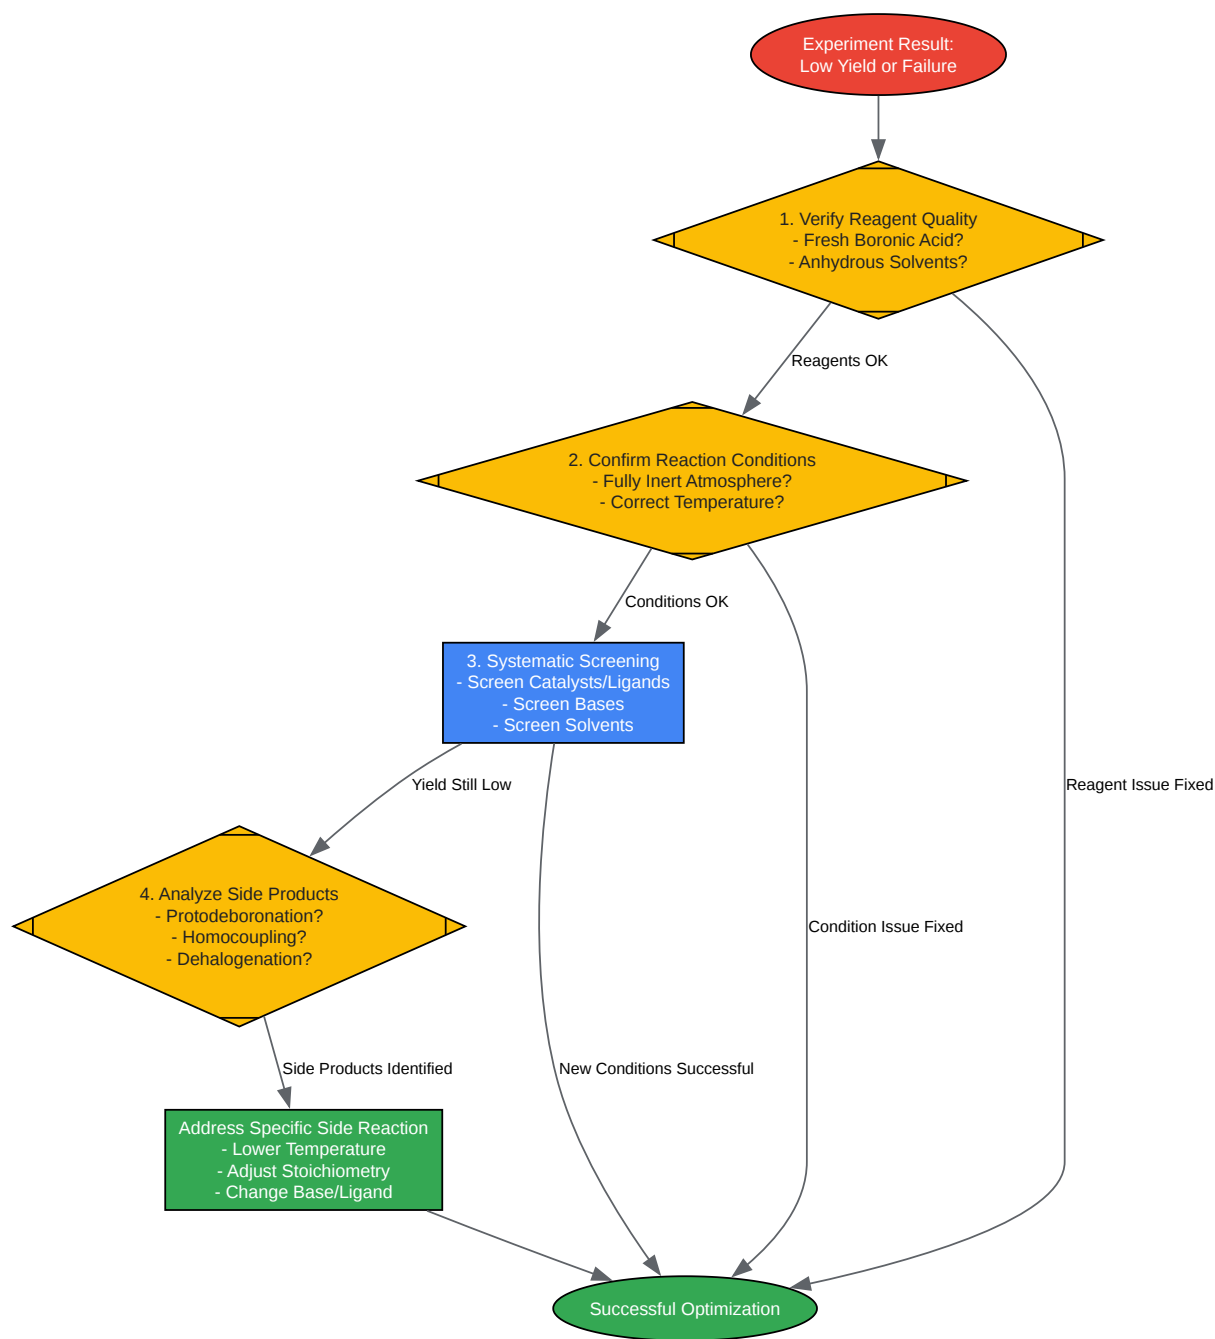 Experiment Result:
Low Yield or Failure
1. Verify Reagent Quality
- Fresh Boronic Acid?
- Anhydrous Solvents?
Reagents OK
2. Confirm Reaction Conditions
- Fully Inert Atmosphere?
- Correct Temperature?
Conditions OK
3. Systematic Screening
- Screen Catalysts/Ligands
- Screen Bases
- Screen Solvents
Yield Still Low
Reagent Issue Fixed
4. Analyze Side Products
- Protodeboronation?
- Homocoupling?
- Dehalogenation?
Condition Issue Fixed
Side Products Identified
New Conditions Successful
Address Specific Side Reaction
- Lower Temperature
- Adjust Stoichiometry
- Change Base/Ligand
Successful Optimization